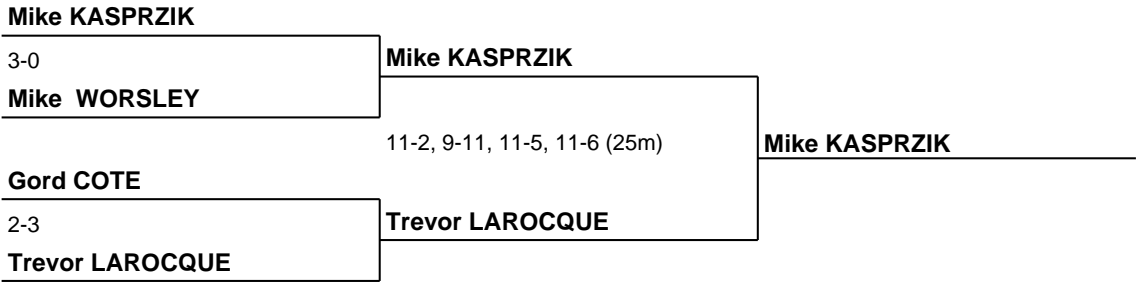 Mike KASPRZIK
3-0
Mike KASPRZIK
Mike WORSLEY
11-2, 9-11, 11-5, 11-6 (25m)
Mike KASPRZIK
Gord COTE
2-3
Trevor LAROCQUE
Trevor LAROCQUE